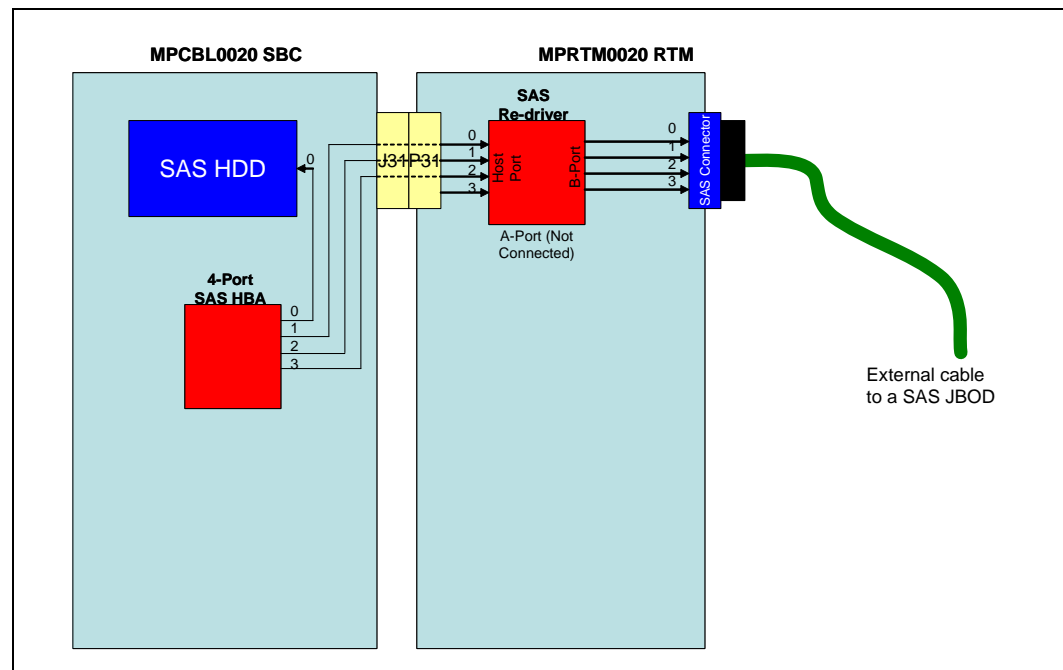 MPCBL0020 SBC
MPRTM0020 RTM
SAS
Re-driver
SAS HDD
0
J31
P31
0
1
2
3
Host
Port
B-Port
0
1
2
3
SAS Connector
A-Port (Not
Connected)
4-Port
SAS HBA
0
1
2
3
External cable
to a SAS JBOD